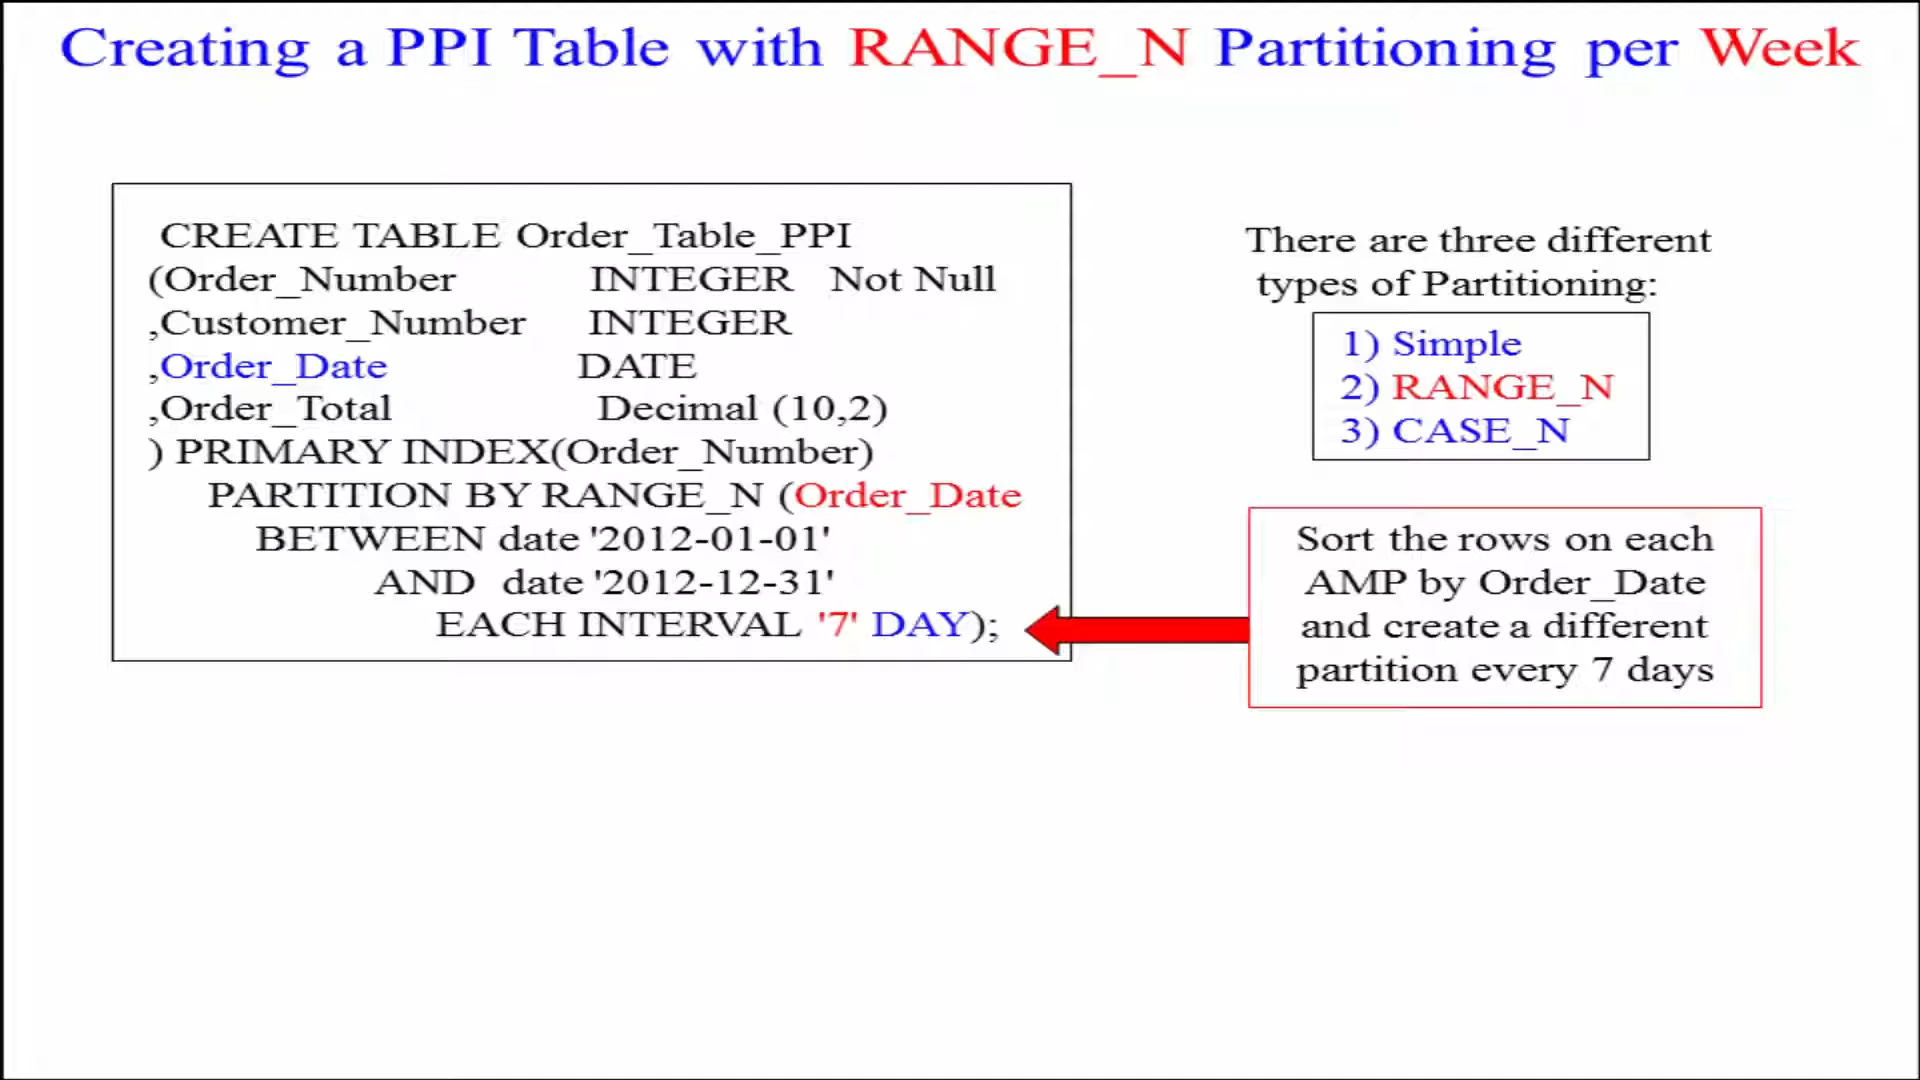 Creating a PPI Table with RANGE_N Partitioning per Week
CREATE TABLE Order_Table_PPI
(Order_Number INTEGER Not Null
,Customer_Number INTEGER
,Order_Date DATE
,Order_Total Decimal (10,2)
) PRIMARY INDEX(Order_Number)
PARTITION BY RANGE_N (Order_Date
BETWEEN date '2012-01-01'
AND date '2012-12-31'
EACH INTERVAL '7' DAY);
There are three different
types of Partitioning:
1) Simple
2) RANGE_N
3) CASE_N
Sort the rows on each
AMP by Order_Date
and create a different
partition every 7 days